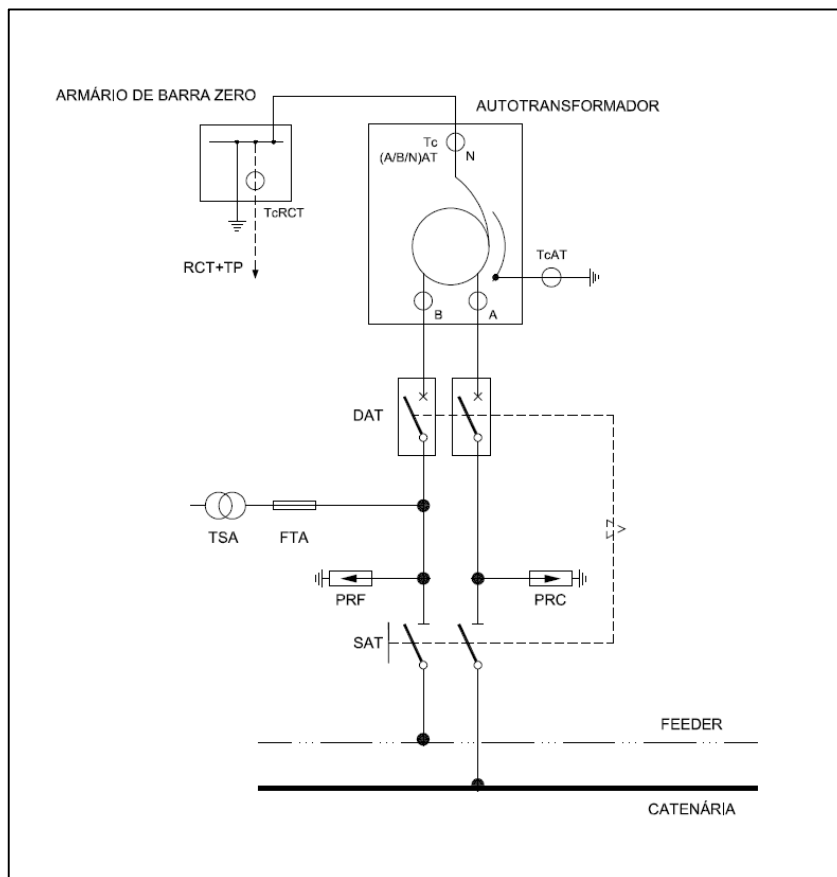 ARMÁRIO DE BARRA ZERO
AUTOTRANSFORMADOR
Tc
(A/B/N)AT
N
TcRCT
TcAT
RCT+TP
B
A
DAT
TSA
FTA
PRF
PRC
SAT
FEEDER
CATENÁRIA